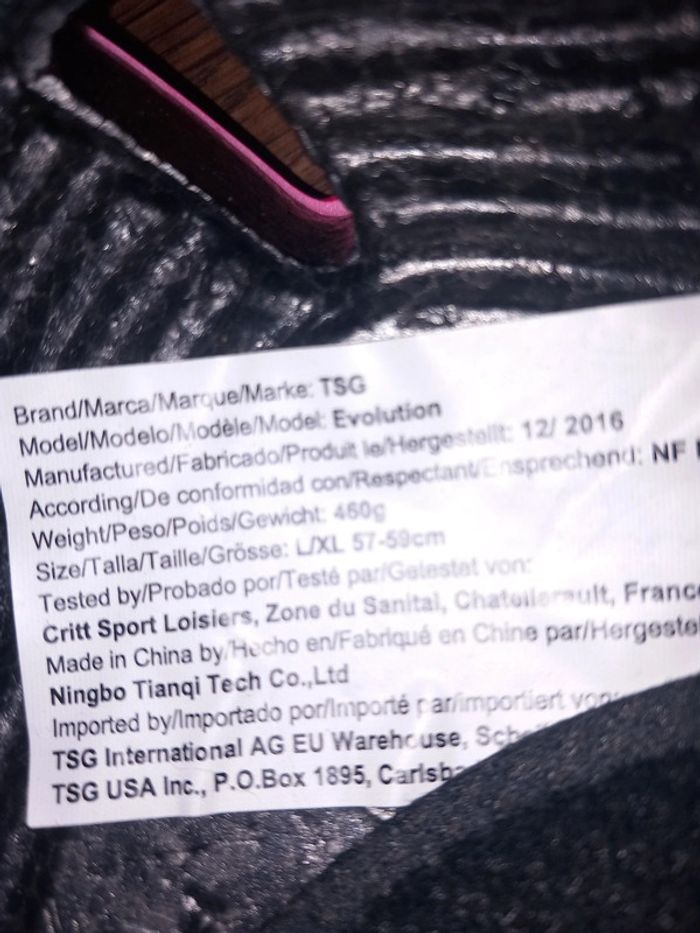 Brand/Marca/Marque/Marke: TSG
Model/Modelo/Modèle/Model: Evolution
Manufactured/Fabricado/Produit le/Hergestellt: 12/ 2016
According/De conformidad con/Respectant/Ensprechend: NF
Weight/Peso/Poids/Gewicht: 460g
Size/Talla/Taille/Grösse: L/XL 57-59cm
Tested by/Probado por/Testé par/Getestet von:
Critt Sport Loisiers, Zone du Sanital, Chatellerault, France
Made in China by/Hecho en/Fabriqué en Chine par/Hergeste
Ningbo Tianqi Tech Co.,Ltd
Imported by/Importado por/Importé par/importiert von:
TSG International AG EU Warehouse,
TSG USA Inc., P.O.Box 1895, Carlsb